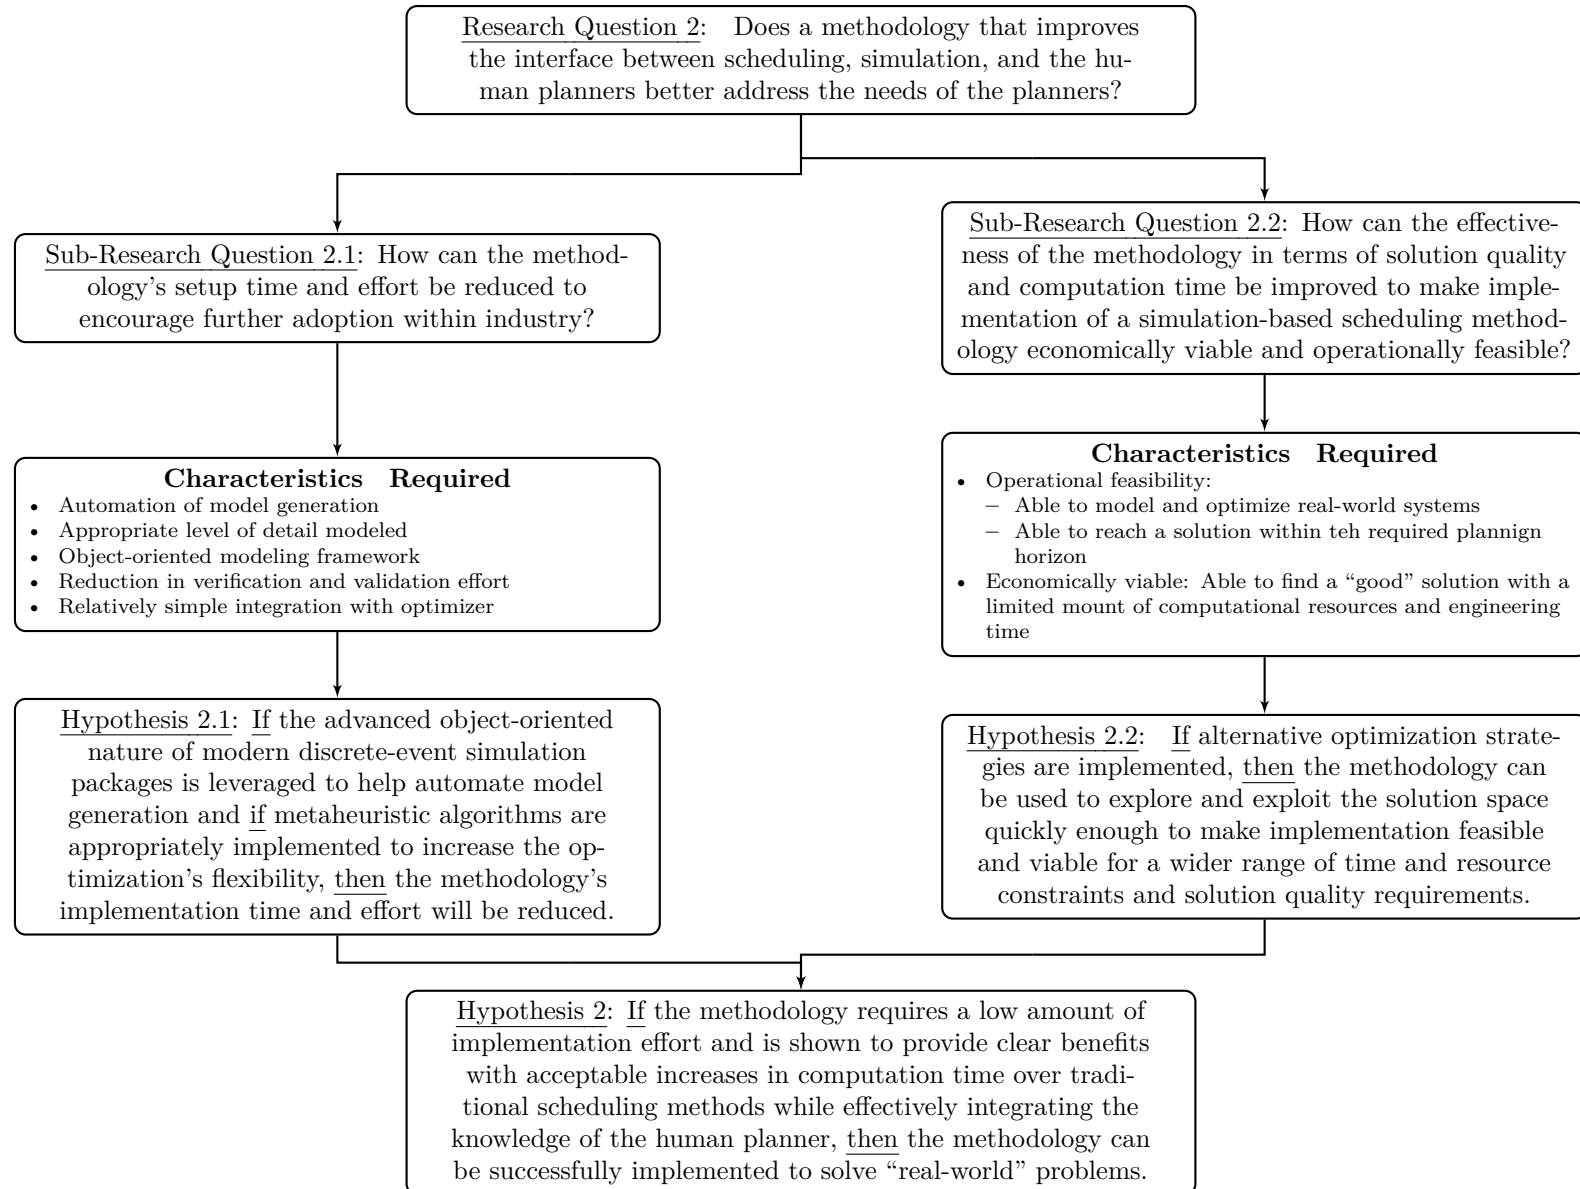 Research Question 2: Does a methodology that improves
the interface between scheduling, simulation, and the hu-
man planners better address the needs of the planners?
Sub-Research Question 2.1: How can the method-
ology's setup time and effort be reduced to
encourage further adoption within industry?
Sub-Research Question 2.2: How can the effective-
ness of the methodology in terms of solution quality
and computation time be improved to make imple-
mentation of a simulation-based scheduling method-
ology economically viable and operationally feasible?
Characteristics Required
• Automation of model generation
• Appropriate level of detail modeled
• Object-oriented modeling framework
• Reduction in verification and validation effort
• Relatively simple integration with optimizer
Characteristics Required
• Operational feasibility:
– Able to model and optimize real-world systems
– Able to reach a solution within teh required plannign
horizon
• Economically viable: Able to find a “good” solution with a
limited mount of computational resources and engineering
time
Hypothesis 2.1: If the advanced object-oriented
nature of modern discrete-event simulation
packages is leveraged to help automate model
generation and if metaheuristic algorithms are
appropriately implemented to increase the op-
timization's flexibility, then the methodology's
implementation time and effort will be reduced.
Hypothesis 2.2: If alternative optimization strate-
gies are implemented, then the methodology can
be used to explore and exploit the solution space
quickly enough to make implementation feasible
and viable for a wider range of time and resource
constraints and solution quality requirements.
Hypothesis 2: If the methodology requires a low amount of
implementation effort and is shown to provide clear benefits
with acceptable increases in computation time over tradi-
tional scheduling methods while effectively integrating the
knowledge of the human planner, then the methodology can
be successfully implemented to solve “real-world” problems.